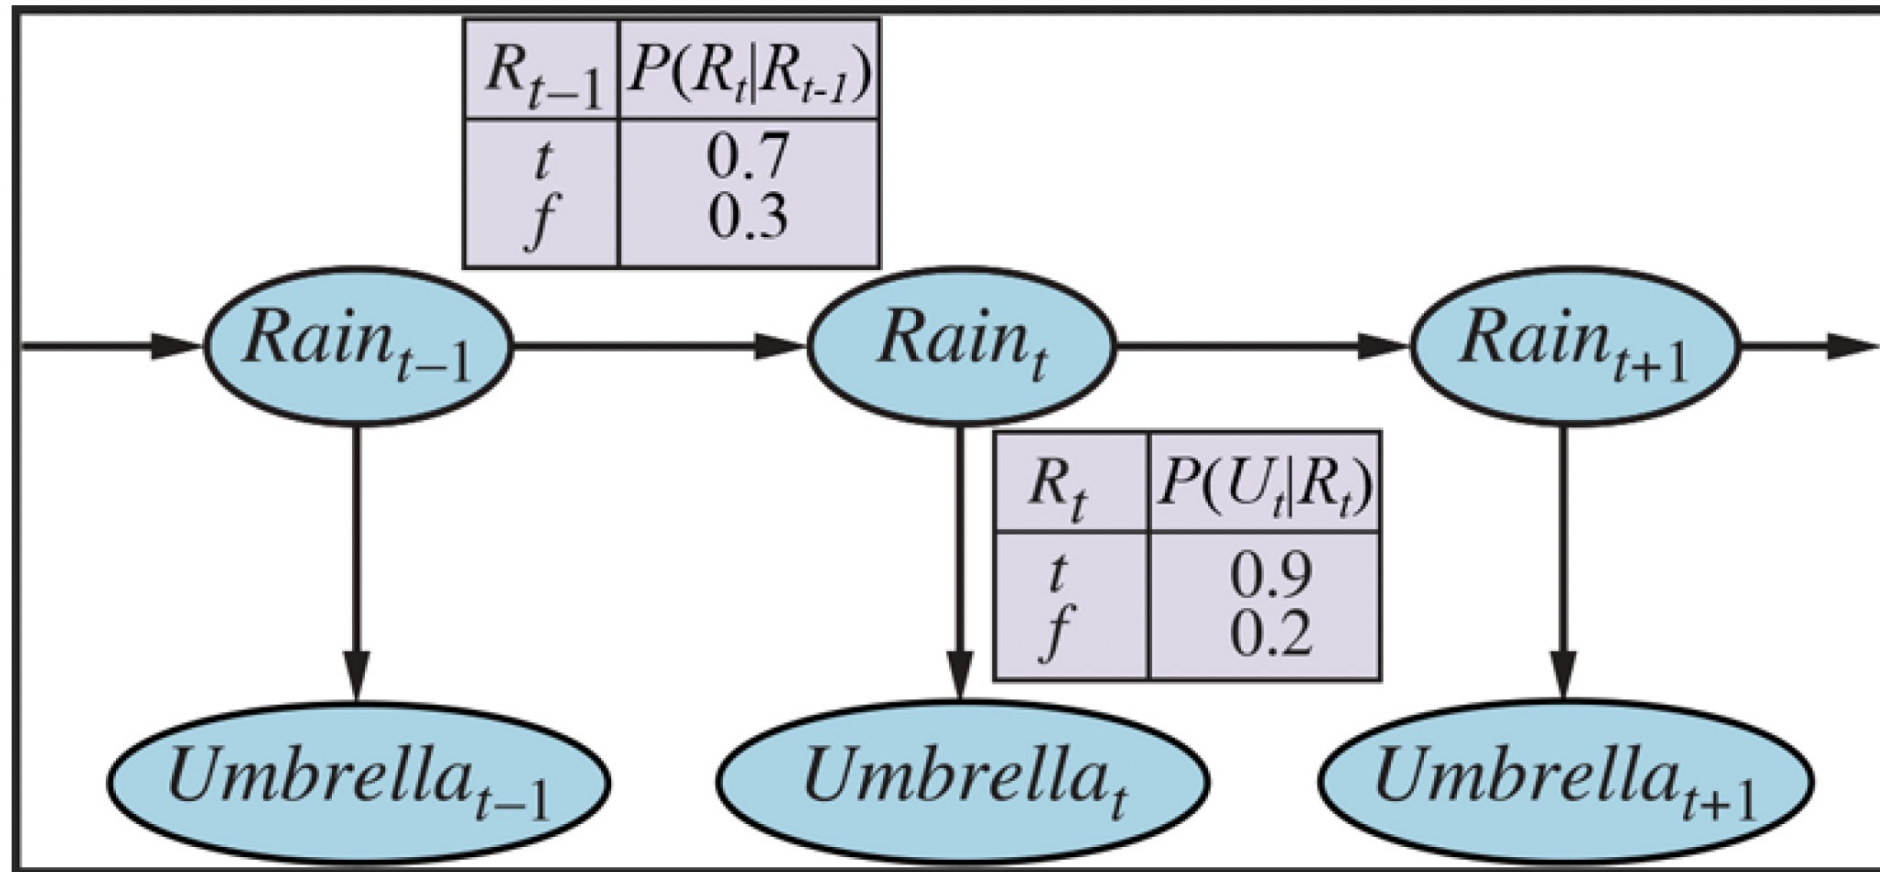 R_{t−1} P(R_t|R_{t-1})
t 0.7
f 0.3
Rain_{t−1} Rain_t Rain_{t+1}
R_t P(U_t|R_t)
t 0.9
f 0.2
Umbrella_{t−1} Umbrella_t Umbrella_{t+1}